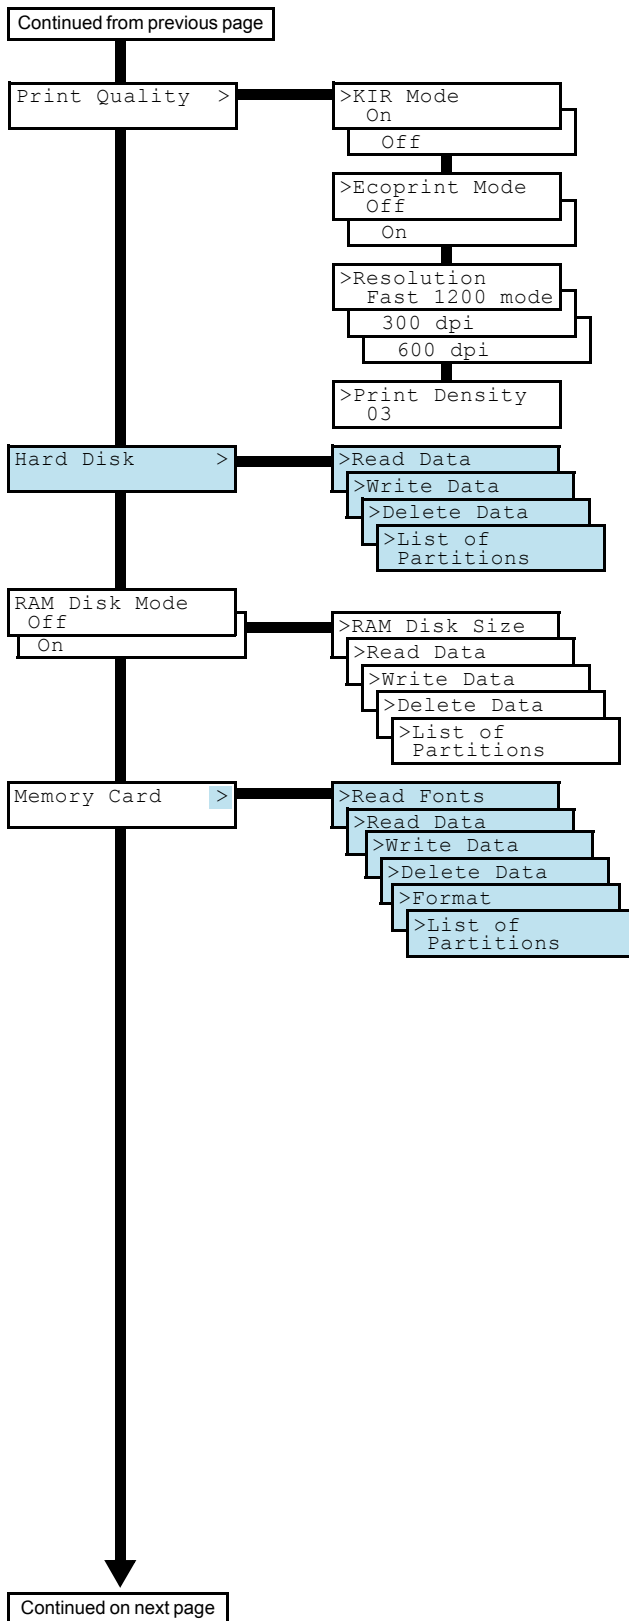 Continued from previous page
Print Quality >
>KIR Mode
On
Off
>Ecoprint Mode
Off
On
>Resolution
Fast 1200 mode
300 dpi
600 dpi
>Print Density
03
Hard Disk >
>Read Data
>Write Data
>Delete Data
>List of
Partitions
RAM Disk Mode
Off
On
>RAM Disk Size
>Read Data
>Write Data
>Delete Data
>List of
Partitions
Memory Card >
>Read Fonts
>Read Data
>Write Data
>Delete Data
>Format
>List of
Partitions
Continued on next page